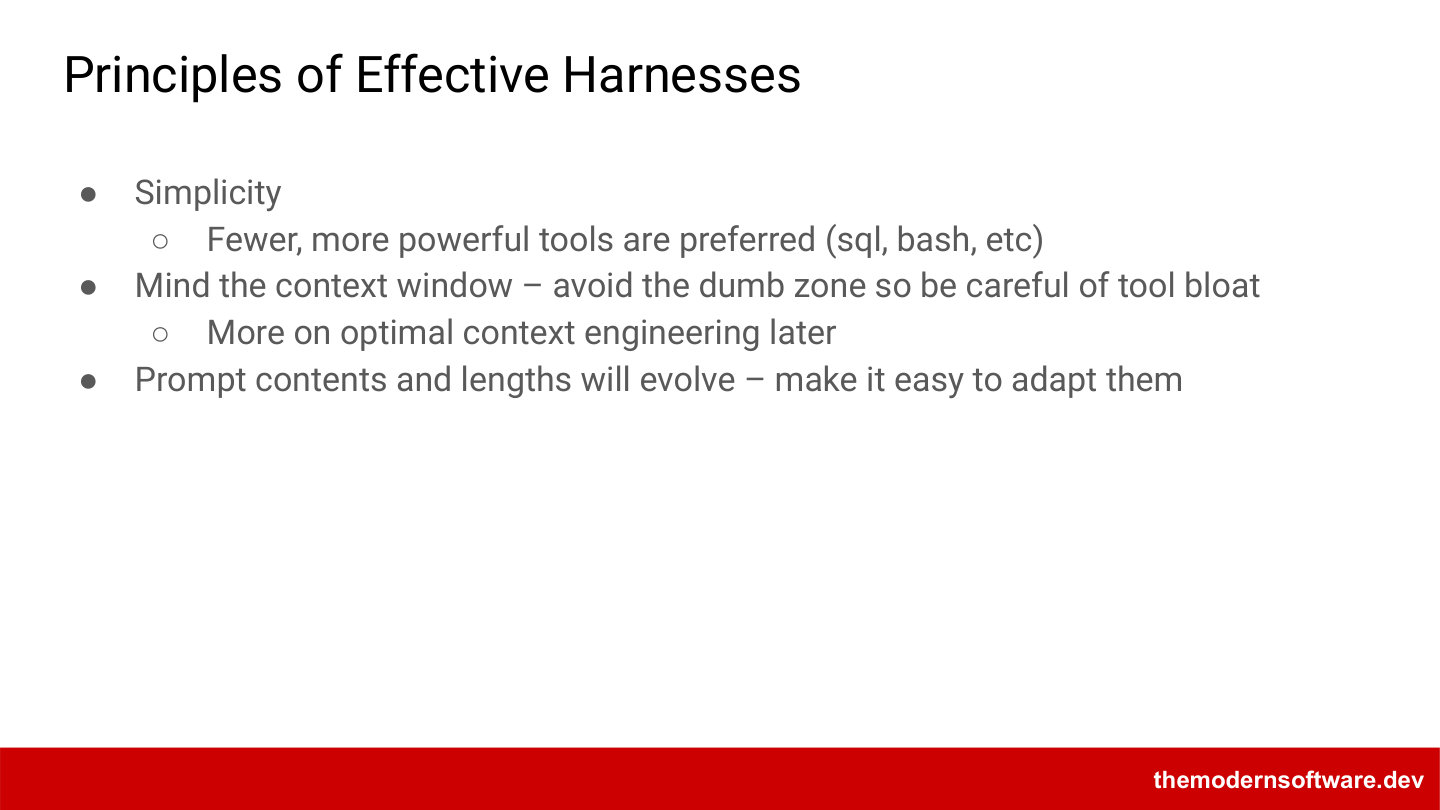 Principles of Effective Harnesses
● Simplicity
○ Fewer, more powerful tools are preferred (sql, bash, etc)
● Mind the context window – avoid the dumb zone so be careful of tool bloat
○ More on optimal context engineering later
● Prompt contents and lengths will evolve – make it easy to adapt them
themodernsoftware.dev